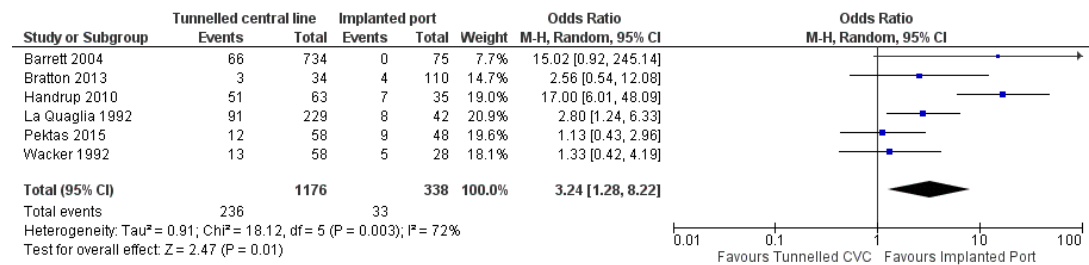 Tunnelled central line Implanted port Odds Ratio Odds Ratio
Study or Subgroup Events Total Events Total Weight M-H, Random, 95% CI M-H, Random, 95% CI
Barrett 2004 66 734 0 75 7.7% 15.02 [0.92, 245.14]
Bratton 2013 3 34 4 110 14.7% 2.56 [0.54, 12.08]
Handrup 2010 51 63 7 35 19.0% 17.00 [6.01, 48.09]
La Quaglia 1992 91 229 8 42 20.9% 2.80 [1.24, 6.33]
Pektas 2015 12 58 9 48 19.6% 1.13 [0.43, 2.96]
Wacker 1992 13 58 5 28 18.1% 1.33 [0.42, 4.19]
Total (95% CI) 1176 338 100.0% 3.24 [1.28, 8.22]
Total events 236 33
Heterogeneity: Tau² = 0.91; Chi² = 18.12, df = 5 (P = 0.003); I² = 72%
Test for overall effect: Z = 2.47 (P = 0.01)
0.01 0.1 1 10 100
Favours Tunnelled CVC Favours Implanted Port